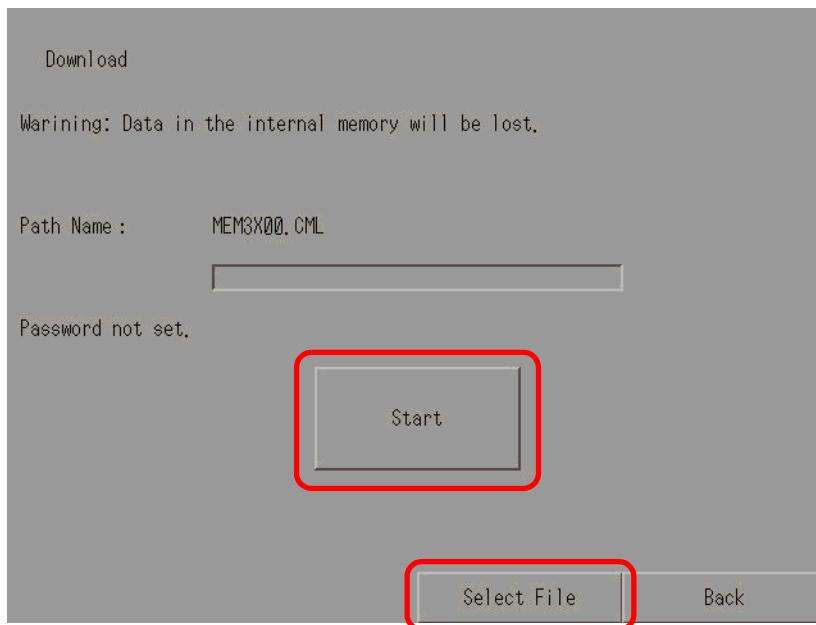 Download
Warining: Data in the internal memory will be lost.
Path Name : MEM3X00.CML
Password not set.
Start
Select File Back